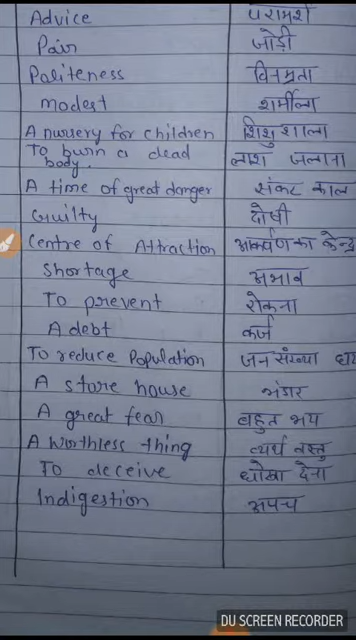 Advice परामर्श
Pair जोड़ी
Politeness विनम्रता
modest शर्मीला
A nursery for children शिशु शाला
To burn a dead body. लाश जलाना
A time of great danger संकट काल
Guilty दोषी
Centre of Attraction आकर्षण का केन्द्र
Shortage अभाव
To prevent रोकना
A debt कर्ज
To reduce Population जनसंख्या
A store house भंडार
A great fear बहुत भय
A worthless thing व्यर्थ वस्तु
To deceive धोखा देना
Indigestion अपच
DU SCREEN RECORDER